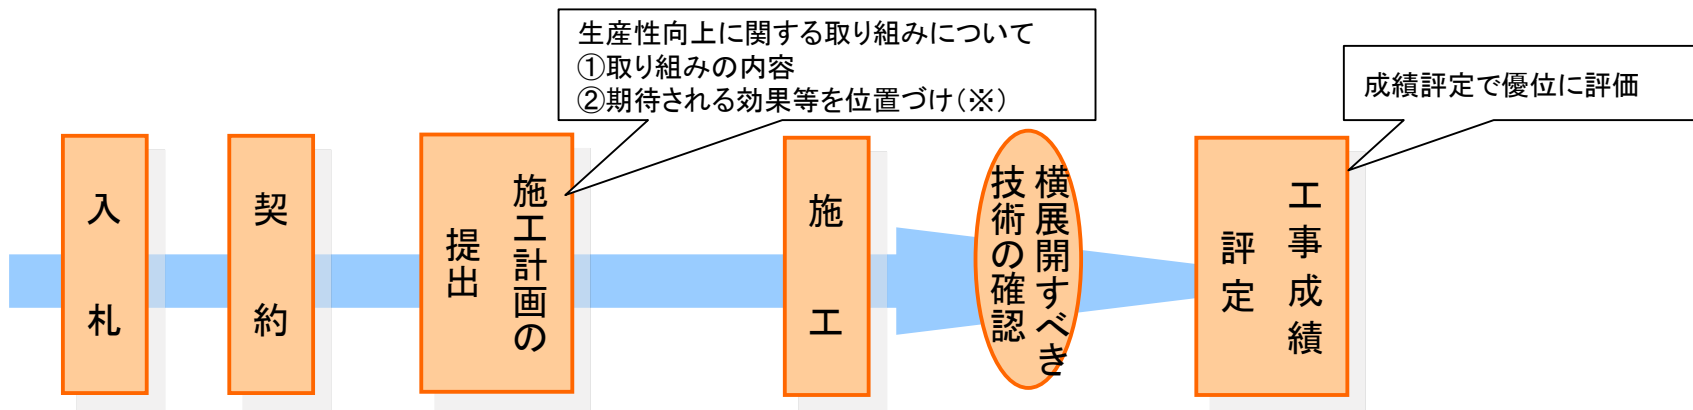 生産性向上に関する取り組みについて
①取り組みの内容
②期待される効果等を位置づけ(※)
成績評定で優位に評価
入札
契約
施工計画の
提出
施工
横展開すべき
技術の確認
工事成績
評定